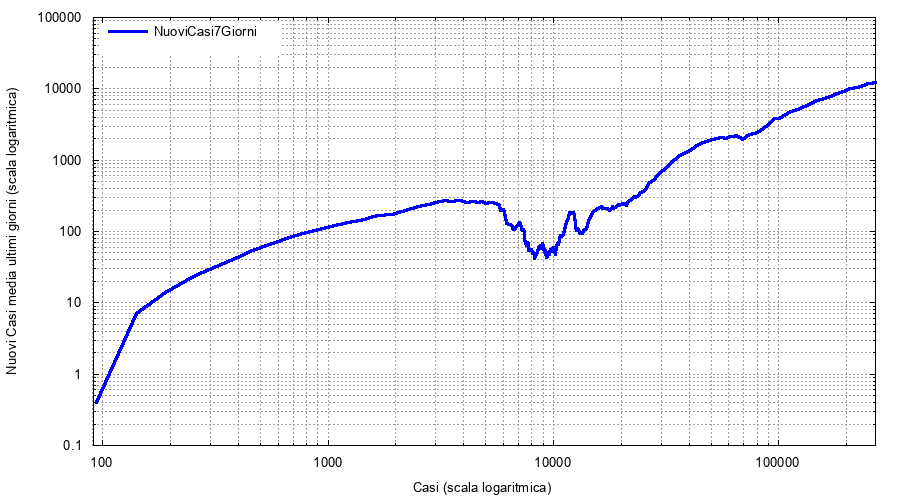 100000
10000
1000
100
10
1
0.1
NuoviCasi7Giorni
Nuovi Casi media ultimi giorni (scala logaritmica)
100 1000 10000 100000
Casi (scala logaritmica)